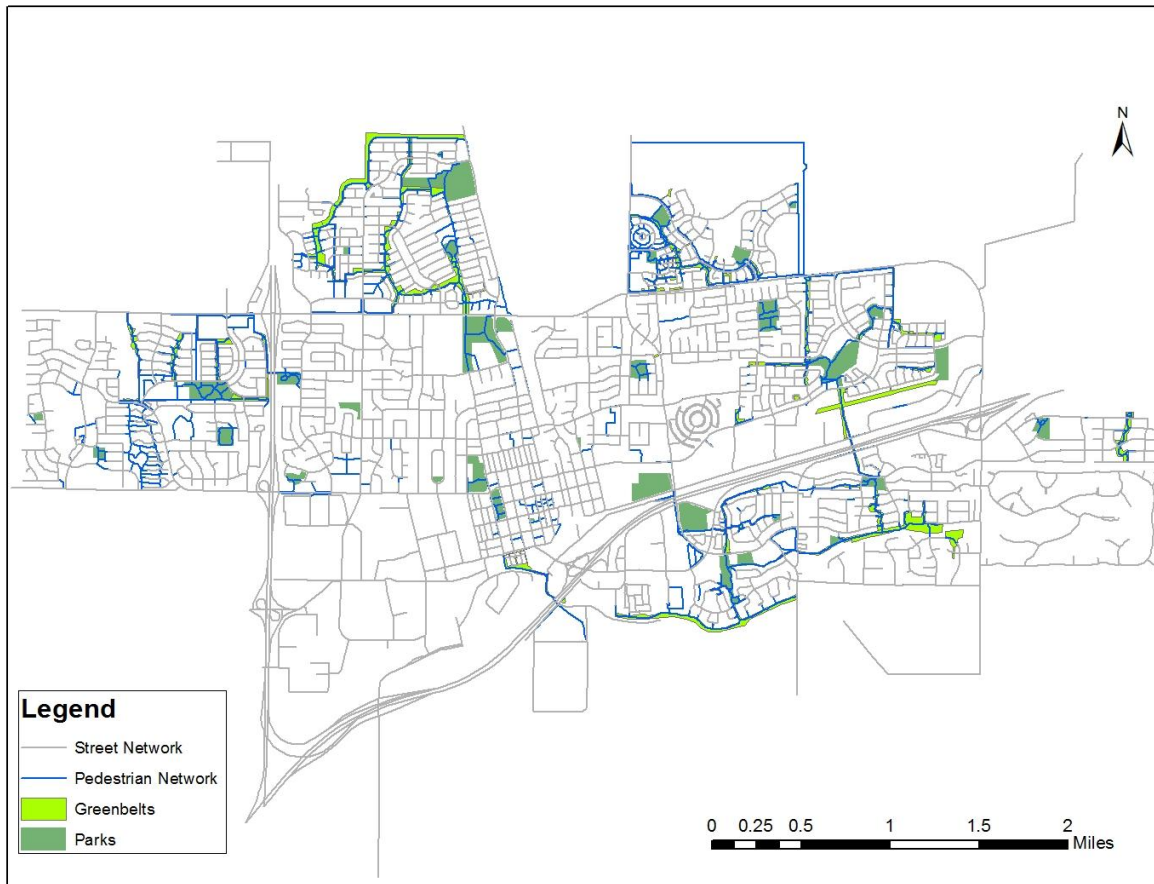 N
Legend
Street Network
Pedestrian Network
Greenbelts
Parks
0 0.25 0.5 1 1.5 2
Miles